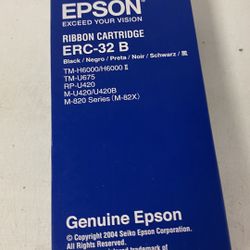 EPSON
EXCEED YOUR VISION
RIBBON CARTRIDGE
ERC-32 B
Black / Negro / Preta / Noir / Schwarz / 黑
TM-H6000/H6000 II
TM-U675
RP-U420
M-U420/U420B
M-820 Series (M-82X)
Genuine Epson
© Copyright 2004 Seiko Epson Corporation.
All Rights Reserved.